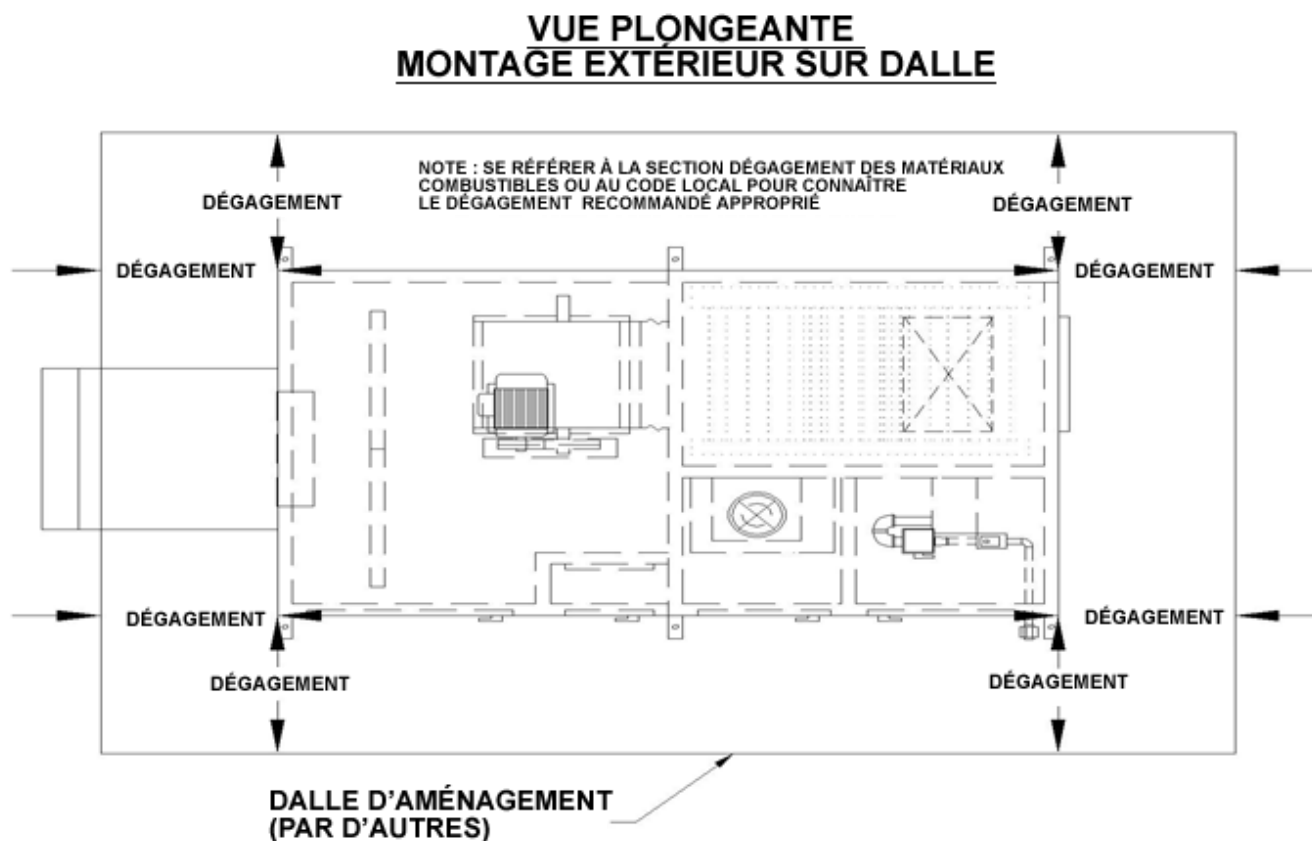 VUE PLONGEANTE
MONTAGE EXTÉRIEUR SUR DALLE
NOTE : SE RÉFÉRER À LA SECTION DÉGAGEMENT DES MATÉRIAUX
COMBUSTIBLES OU AU CODE LOCAL POUR CONNAÎTRE
LE DÉGAGEMENT RECOMMANDÉ APPROPRIÉ
DÉGAGEMENT
DÉGAGEMENT
DÉGAGEMENT
DÉGAGEMENT
DÉGAGEMENT
DÉGAGEMENT
DÉGAGEMENT
DÉGAGEMENT
DALLE D'AMÉNAGEMENT
(PAR D'AUTRES)